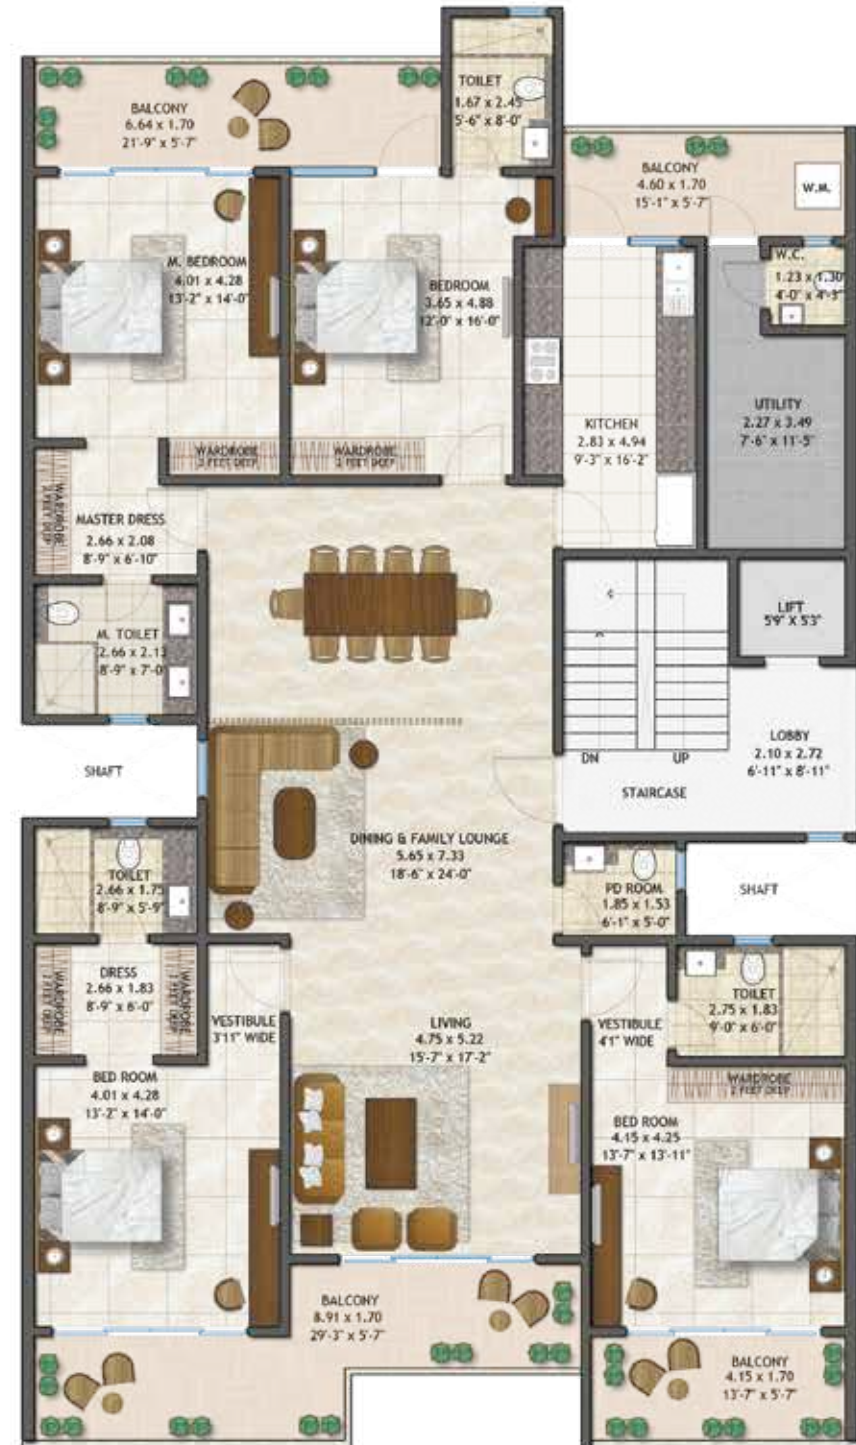 TOILET
1.67 x 2.45
5'-6" x 8'-0"
BALCONY
6.64 x 1.70
21'-9" x 5'-7"
BALCONY
4.60 x 1.70
15'-1" x 5'-7"
W.M.
W.C.
1.23 x 1.30
4'-0" x 4'-3"
M. BEDROOM
4.01 x 4.28
13'-2" x 14'-0"
BEDROOM
3.65 x 4.88
12'-0" x 16'-0"
KITCHEN
2.83 x 4.94
9'-3" x 16'-2"
UTILITY
2.27 x 3.49
7'-6" x 11'-5"
WARDROBE
2 FEET DEEP
WARDROBE
2 FEET DEEP
WARDROBE
2 FEET DEEP
MASTER DRESS
2.66 x 2.08
8'-9" x 6'-10"
M. TOILET
2.66 x 2.13
8'-9" x 7'-0"
LIFT
5'9" X 5'3"
LOBBY
2.10 x 2.72
6'-11" x 8'-11"
DN
UP
STAIRCASE
SHAFT
DINING & FAMILY LOUNGE
5.65 x 7.33
18'-6" x 24'-0"
TOILET
2.66 x 1.75
8'-9" x 5'-9"
PD ROOM
1.85 x 1.53
6'-1" x 5'-0"
SHAFT
WARDROBE
2 FEET DEEP
DRESS
2.66 x 1.83
8'-9" x 6'-0"
WARDROBE
2 FEET DEEP
VESTIBULE
3'11" WIDE
LIVING
4.75 x 5.22
15'-7" x 17'-2"
VESTIBULE
4'1" WIDE
TOILET
2.75 x 1.83
9'-0" x 6'-0"
WARDROBE
2 FEET DEEP
BED ROOM
4.01 x 4.28
13'-2" x 14'-0"
BED ROOM
4.15 x 4.25
13'-7" x 13'-11"
BALCONY
8.91 x 1.70
29'-3" x 5'-7"
BALCONY
4.15 x 1.70
13'-7" x 5'-7"